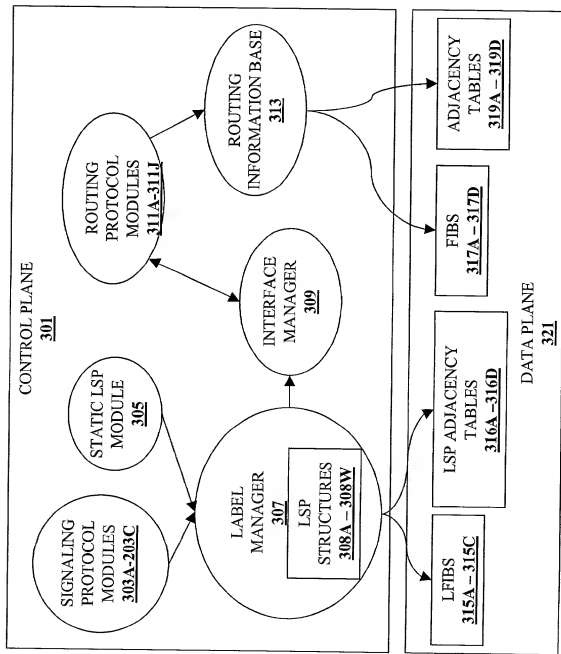 CONTROL PLANE
301
SIGNALING
PROTOCOL
MODULES
303A-203C
STATIC LSP
MODULE
305
ROUTING
PROTOCOL
MODULES
311A-311J
LABEL
MANAGER
307
LSP
STRUCTURES
308A – 308W
INTERFACE
MANAGER
309
ROUTING
INFORMATION BASE
313
LFIBS
315A – 315C
LSP ADJACENCY
TABLES
316A – 316D
FIBS
317A – 317D
ADJACENCY
TABLES
319A – 319D
DATA PLANE
321